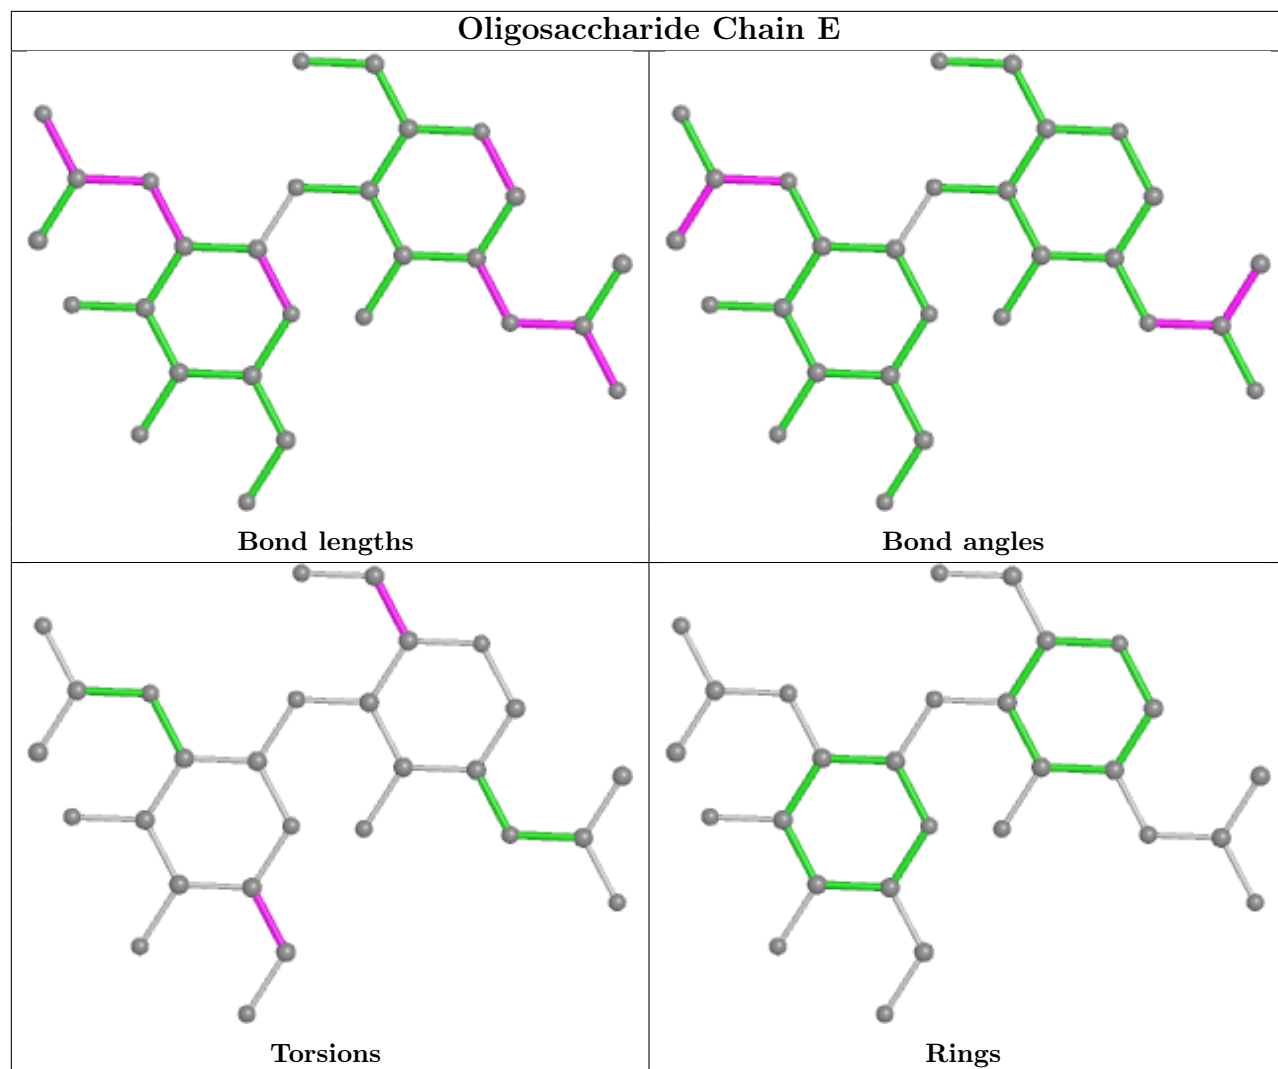 Oligosaccharide Chain E
Bond lengths
Bond angles
Torsions
Rings